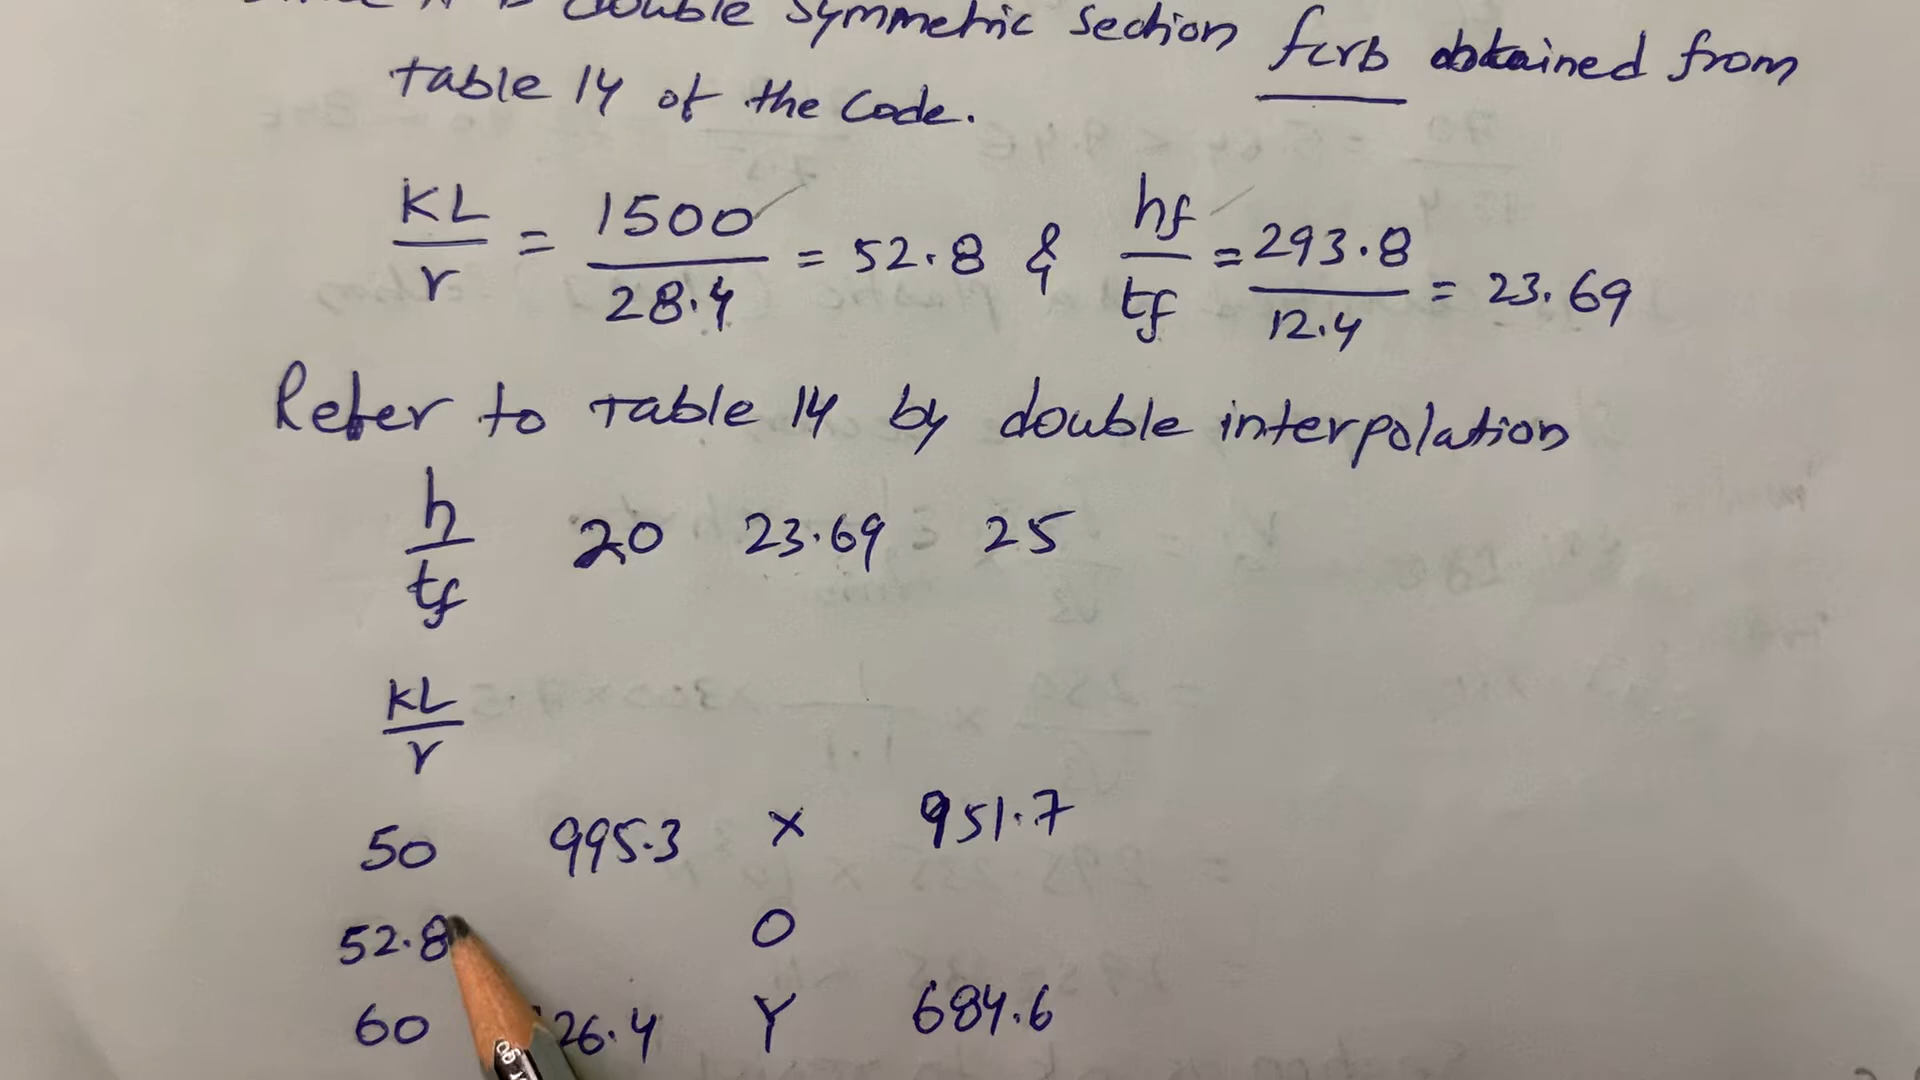 double symmetric section fcrb obtained from
table 14 of the code.
KL/r = 1500/28.4 = 52.8 & hf/tf = 293.8/12.4 = 23.69
Refer to table 14 by double interpolation
h/tf 20 23.69 25
KL/r
50 995.3 X 951.7
52.8 O
60 26.4 Y 684.6